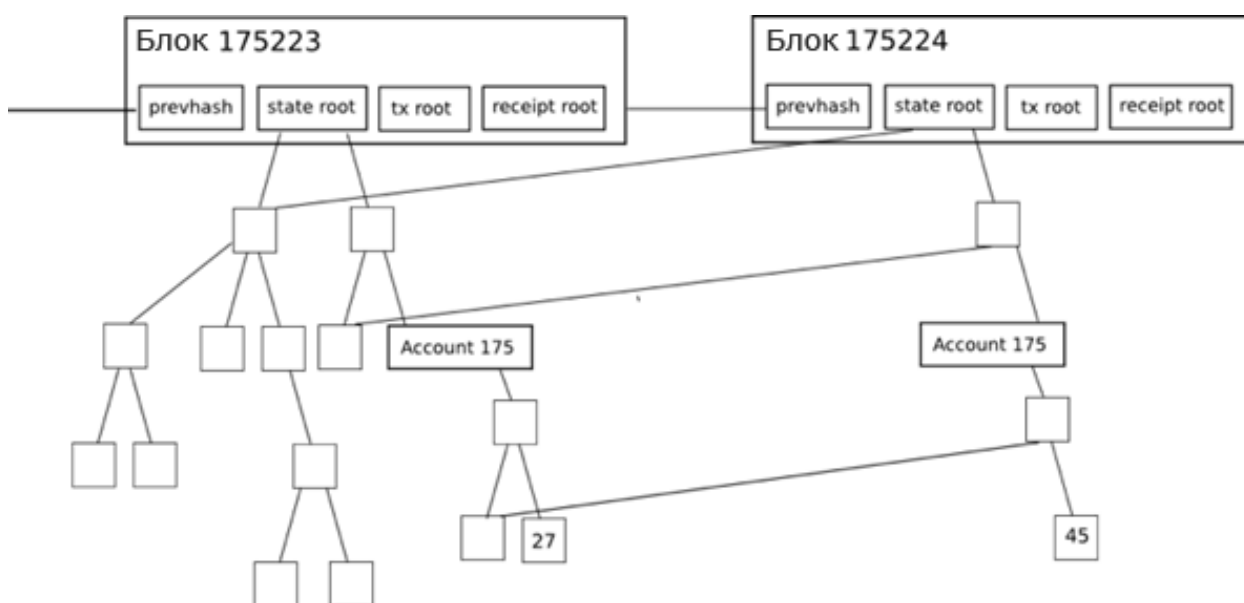 Блок 175223
Блок 175224
prevhash
state root
tx root
receipt root
prevhash
state root
tx root
receipt root
Account 175
Account 175
27
45